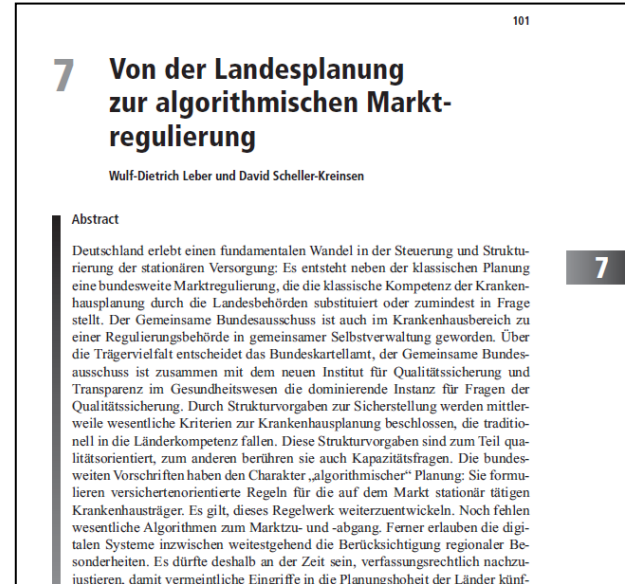 101
7
Von der Landesplanung
zur algorithmischen Markt-
regulierung
Wulf-Dietrich Leber und David Scheller-Kreinsen
Abstract
Deutschland erlebt einen fundamentalen Wandel in der Steuerung und Struktu-
rierung der stationären Versorgung: Es entsteht neben der klassischen Planung
eine bundesweite Marktregulierung, die die klassische Kompetenz der Kranken-
hausplanung durch die Landesbehörden substituiert oder zumindest in Frage
stellt. Der Gemeinsame Bundesausschuss ist auch im Krankenhausbereich zu
einer Regulierungsbehörde in gemeinsamer Selbstverwaltung geworden. Über
die Trägervielfalt entscheidet das Bundeskartellamt, der Gemeinsame Bundes-
ausschuss ist zusammen mit dem neuen Institut für Qualitätssicherung und
Transparenz im Gesundheitswesen die dominierende Instanz für Fragen der
Qualitätssicherung. Durch Strukturvorgaben zur Sicherstellung werden mittler-
weile wesentliche Kriterien zur Krankenhausplanung beschlossen, die traditio-
nell in die Länderkompetenz fallen. Diese Strukturvorgaben sind zum Teil qua-
litätsorientiert, zum anderen berühren sie auch Kapazitätsfragen. Die bundes-
weiten Vorschriften haben den Charakter „algorithmischer“ Planung: Sie formu-
lieren versichertenorientierte Regeln für die auf dem Markt stationär tätigen
Krankenhausträger. Es gilt, dieses Regelwerk weiterzuentwickeln. Noch fehlen
wesentliche Algorithmen zum Marktzu- und -abgang. Ferner erlauben die digi-
talen Systeme inzwischen weitestgehend die Berücksichtigung regionaler Be-
sonderheiten. Es dürfte deshalb an der Zeit sein, verfassungsrechtlich nachzu-
justieren, damit vermeintliche Eingriffe in die Planungshoheit der Länder künf-
7